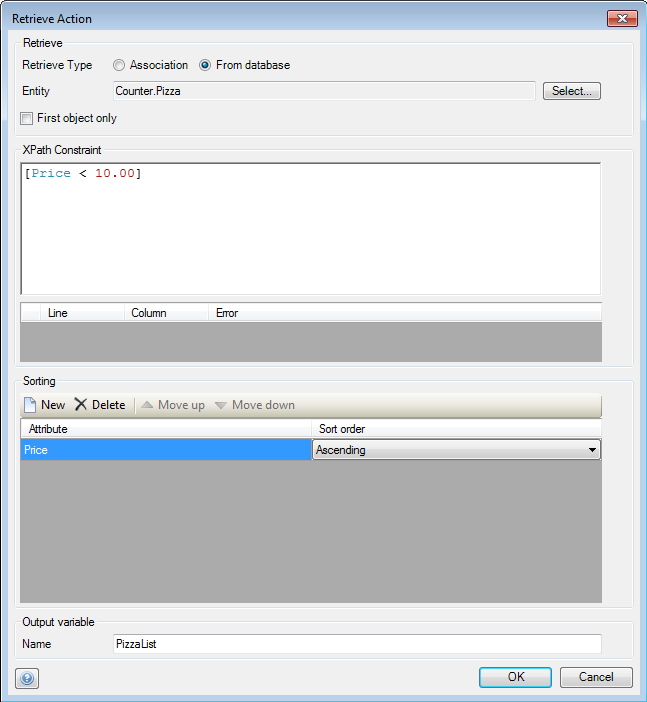 Retrieve Action
Retrieve
Retrieve Type Association From database
Entity Counter.Pizza Select...
First object only
XPath Constraint
[Price < 10.00]
Line Column Error
Sorting
New Delete Move up Move down
Attribute Sort order
Price Ascending
Output variable
Name PizzaList
? OK Cancel